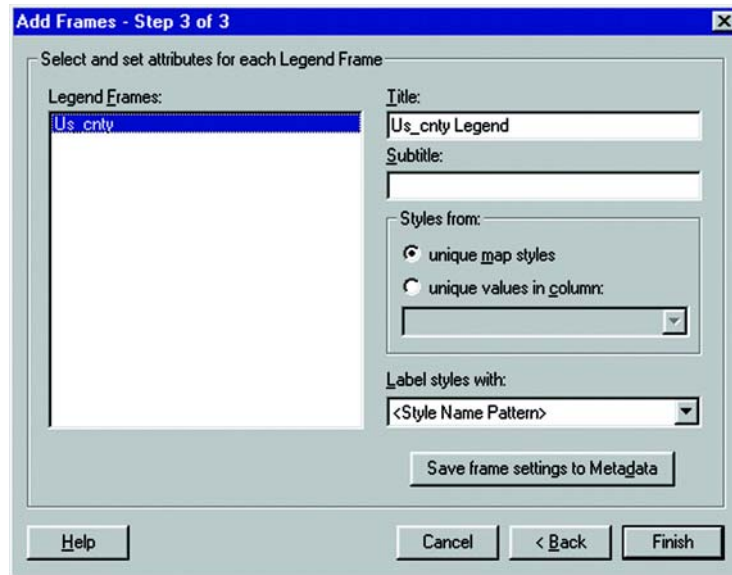 Add Frames - Step 3 of 3
Select and set attributes for each Legend Frame
Legend Frames:
Us_cnty
Title:
Us_cnty Legend
Subtitle:
Styles from:
unique map styles
unique values in column:
Label styles with:
<Style Name Pattern>
Save frame settings to Metadata
Help
Cancel
< Back
Finish